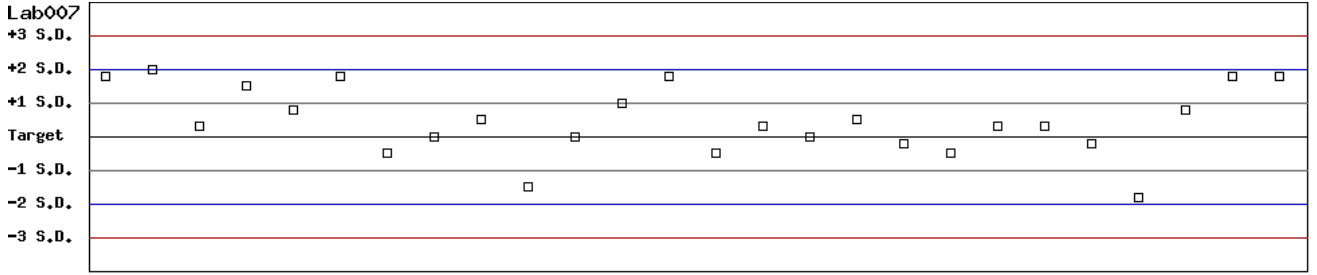 Lab007
+3 S.D.
+2 S.D.
+1 S.D.
Target
-1 S.D.
-2 S.D.
-3 S.D.